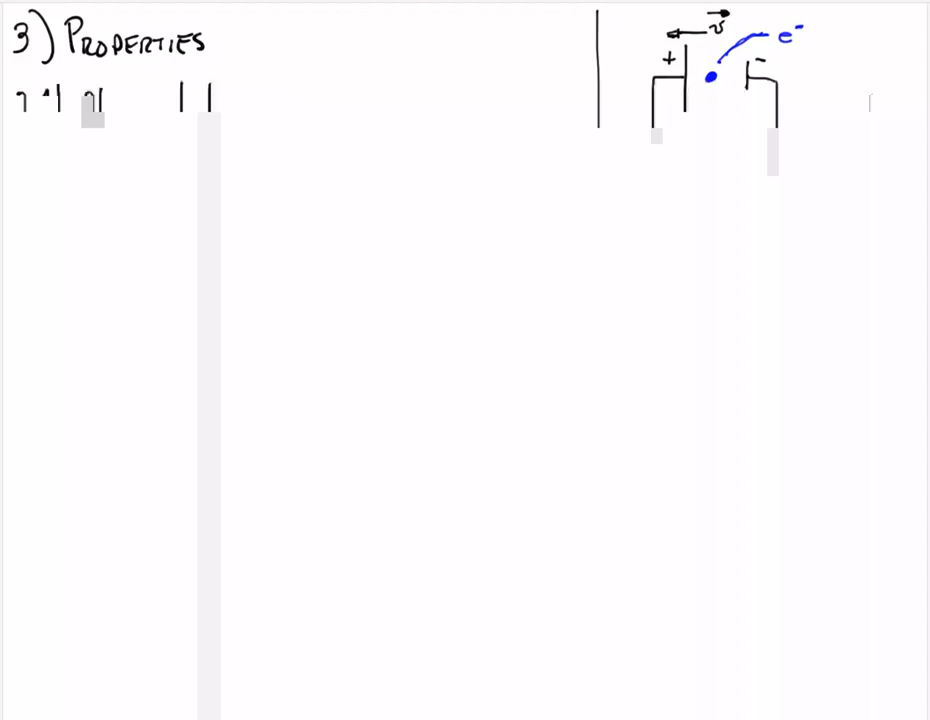 3) PROPERTIES
v
e⁻
+ -